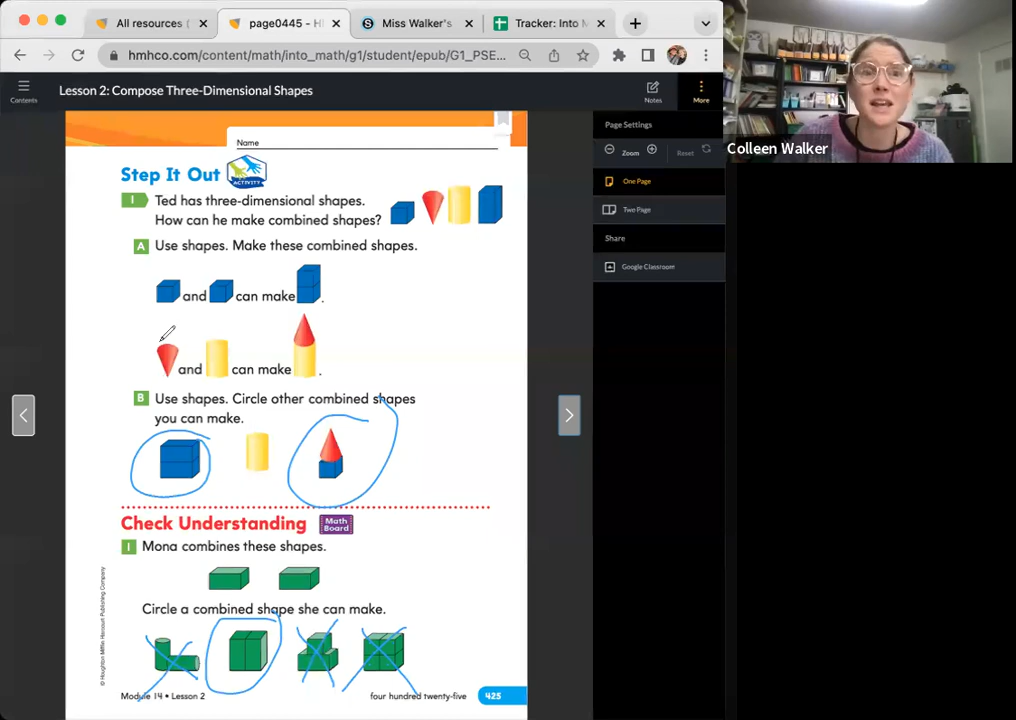 All resources (
page0445 - HI
Miss Walker's
Tracker: Into M
hmhco.com/content/math/into_math/g1/student/epub/G1_PSE...
Contents
Lesson 2: Compose Three-Dimensional Shapes
Notes
More
Page Settings
Zoom
Reset
One Page
Two Page
Share
Google Classroom
Colleen Walker
Name
Step It Out
ACTIVITY
1 Ted has three-dimensional shapes.
How can he make combined shapes?
A Use shapes. Make these combined shapes.
and can make .
and can make .
B Use shapes. Circle other combined shapes
you can make.
Check Understanding Math
Board
1 Mona combines these shapes.
Circle a combined shape she can make.
© Houghton Mifflin Harcourt Publishing Company
Module 14 • Lesson 2
four hundred twenty-five 425